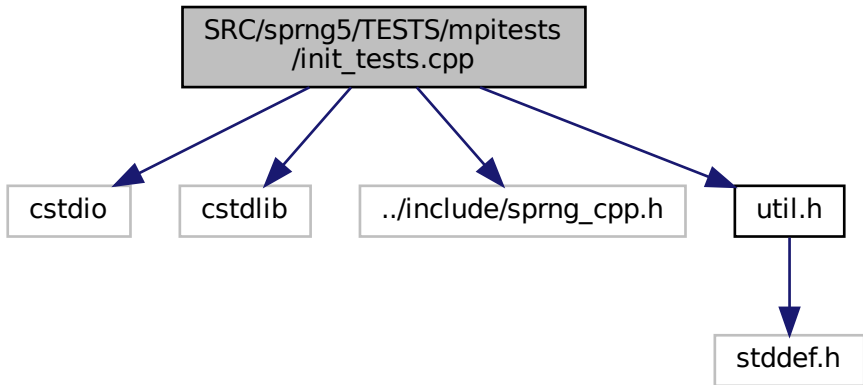 SRC/sprng5/TESTS/mpitests
/init_tests.cpp
cstdio
cstdlib
../include/sprng_cpp.h
util.h
stddef.h